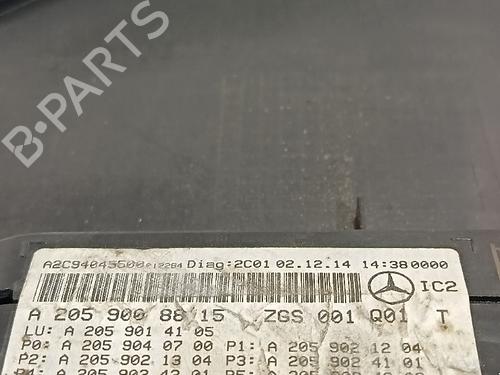 B-PARTS
A2C94045500 Diag:2C01 02.12.14 14:380000
IC2
A 205 900 88 15 ZGS 001 Q01 T
LU: A 205 901 41 05
P0: A 205 904 07 00 P1: A 205 902 12 04
P2: A 205 902 13 04 P3: A 205 902 41 01